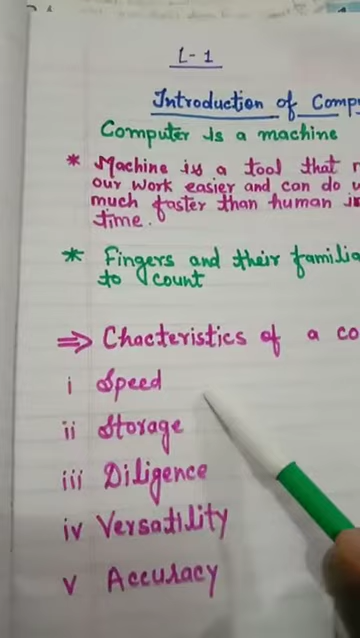 L-1
Introduction of Comp
Computer is a machine
* Machine is a tool that
our work easier and can do
much faster than human in
time.
* Fingers and their familia
to count
⇒ Chacteristics of a co
i Speed
ii Storage
iii Diligence
iv Versatility
v Accuracy